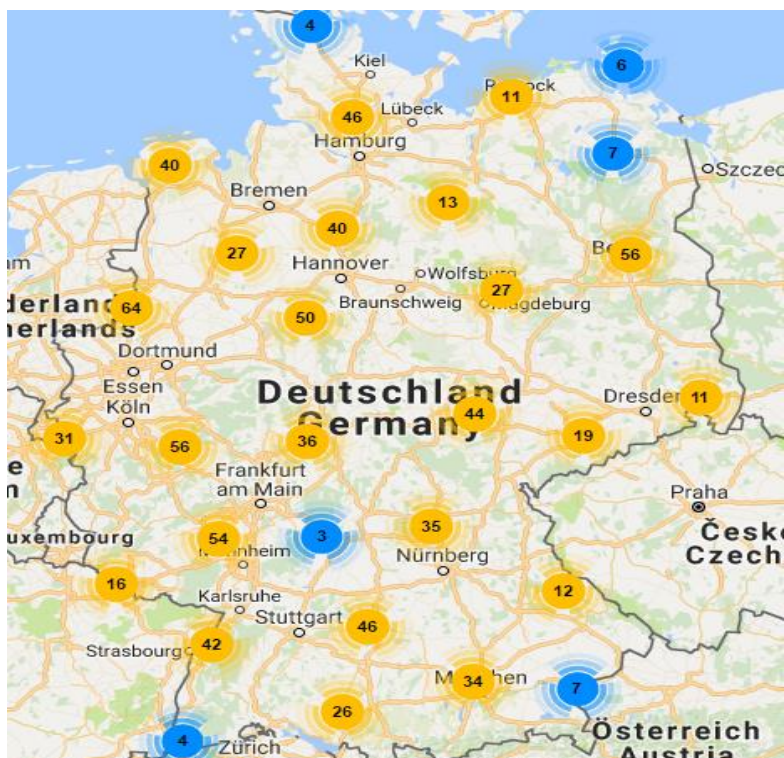 4
Kiel
6
11
46
Lübeck
Hamburg
40
7
Szczec
Bremen
13
40
27
56
Hannover
Wolfsburg
27
Braunschweig
Magdeburg
64
50
derland
herlands
Dortmund
Essen
Deutschland
Germany
11
Dresden
Köln
44
19
31
56
36
Frankfurt
am Main
Praha
35
3
54
uxembourg
Česk
Czech
Nürnberg
16
12
Karlsruhe
Stuttgart
46
42
Strasbourg
34
7
26
4
Zürich
Österreich
Austria